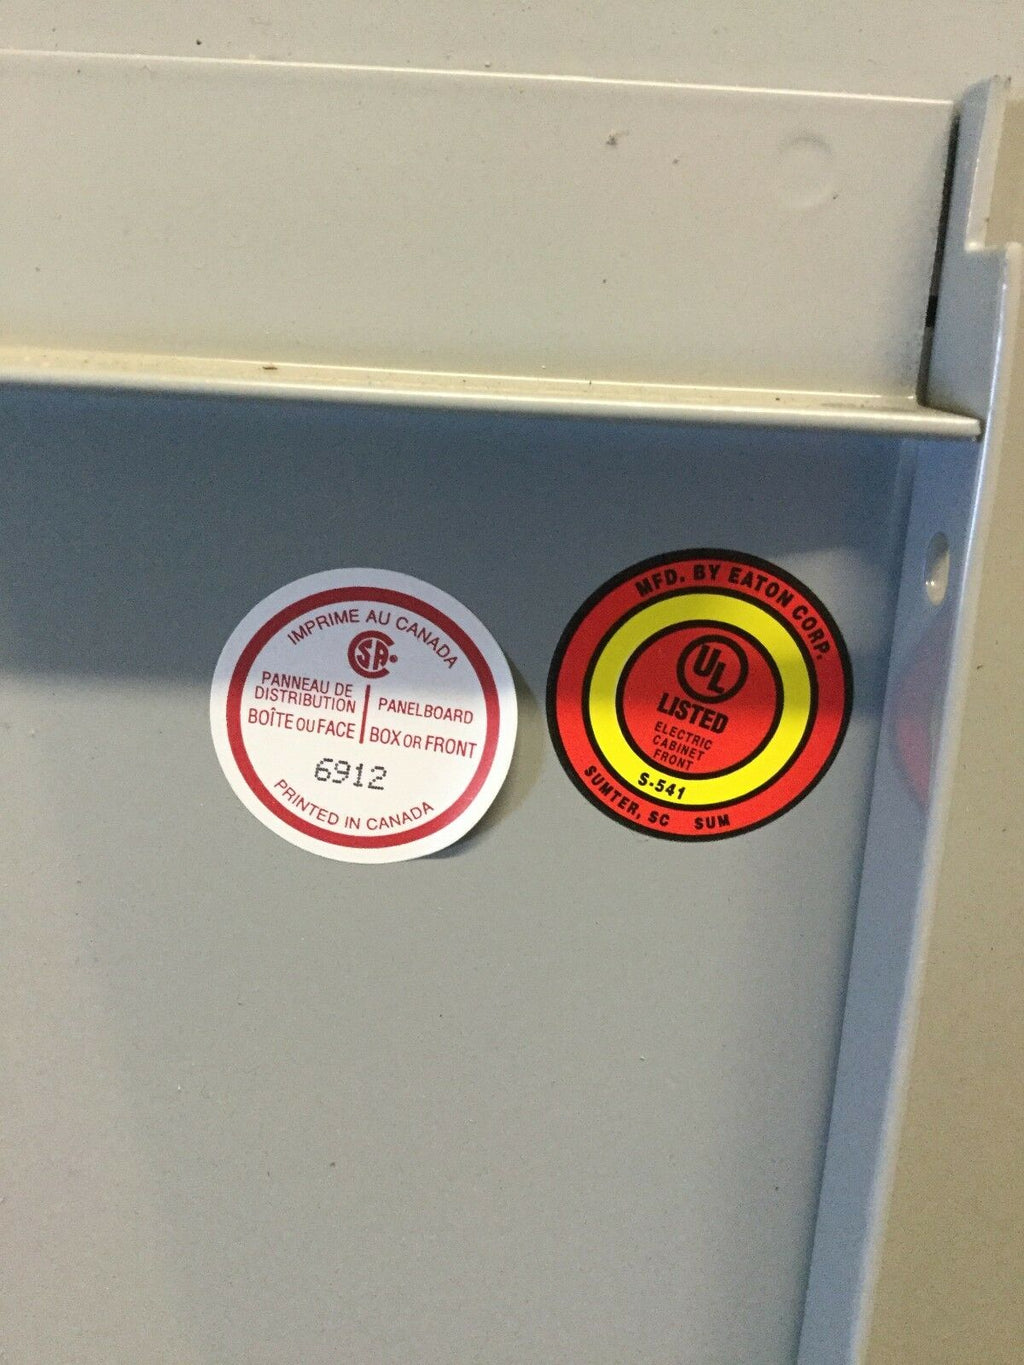 IMPRIME AU CANADA
SA
PANNEAU DE
DISTRIBUTION
BOÎTE OU FACE
PANELBOARD
BOX OR FRONT
6912
PRINTED IN CANADA
MFD. BY EATON CORP.
UL
LISTED
ELECTRIC
CABINET
FRONT
S-541
SUMTER, SC SUM